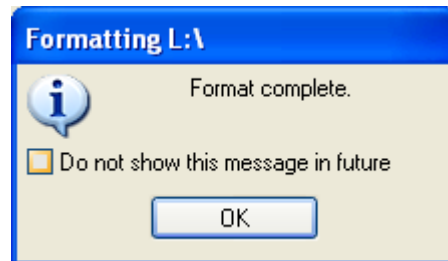 Formatting L:\
Format complete.
Do not show this message in future
OK